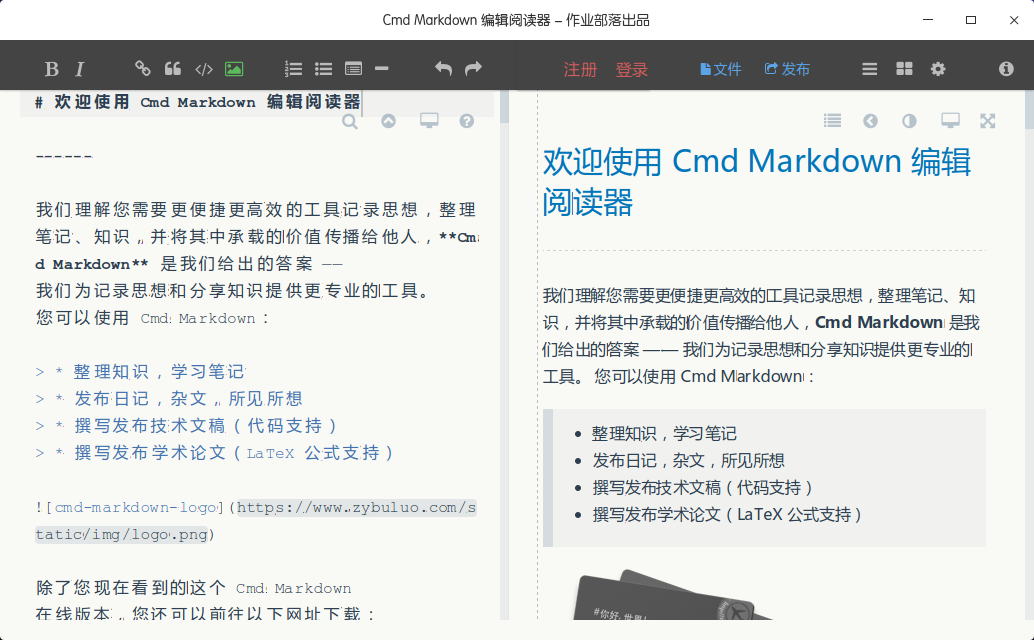 Cmd Markdown 编辑阅读器 – 作业部落出品
注册 登录 文件 发布
# 欢迎使用 Cmd Markdown 编辑阅读器
------
我们理解您需要更便捷更高效的工具记录思想，整理
笔记、知识，并将其中承载的价值传播给他人，**Cm
d Markdown** 是我们给出的答案 ——
我们为记录思想和分享知识提供更专业的工具。
您可以使用 Cmd Markdown：
> * 整理知识，学习笔记
> * 发布日记，杂文，所见所想
> * 撰写发布技术文稿（代码支持）
> * 撰写发布学术论文（LaTeX 公式支持）
![cmd-markdown-logo](https://www.zybuluo.com/s
tatic/img/logo.png)
除了您现在看到的这个 Cmd Markdown
在线版本，您还可以前往以下网址下载：
欢迎使用 Cmd Markdown 编辑
阅读器
我们理解您需要更便捷更高效的工具记录思想，整理笔记、知
识，并将其中承载的价值传播给他人，Cmd Markdown 是我
们给出的答案 —— 我们为记录思想和分享知识提供更专业的
工具。 您可以使用 Cmd Markdown：
• 整理知识，学习笔记
• 发布日记，杂文，所见所想
• 撰写发布技术文稿（代码支持）
• 撰写发布学术论文（LaTeX 公式支持）
#你好, 世界!